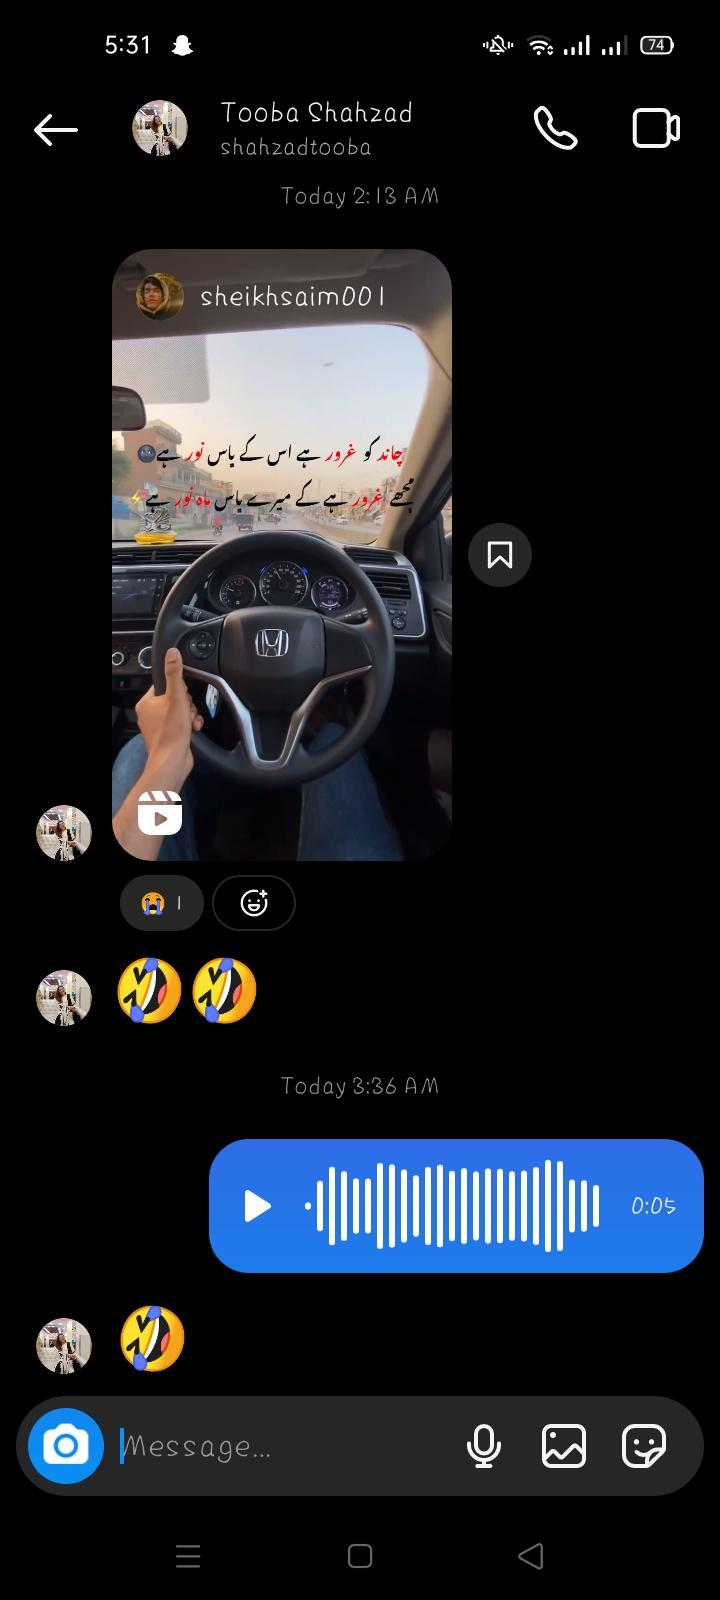 5:31
74
Tooba Shahzad
shahzadtooba
Today 2:13 AM
sheikhsaim001
چاند کو غرور ہے اس کے پاس نور ہے🌚
مجھے غرور ہے کے میرے پاس ماہ نور ہے⚡
😭 1
🤣🤣
Today 3:36 AM
0:05
🤣
Message...